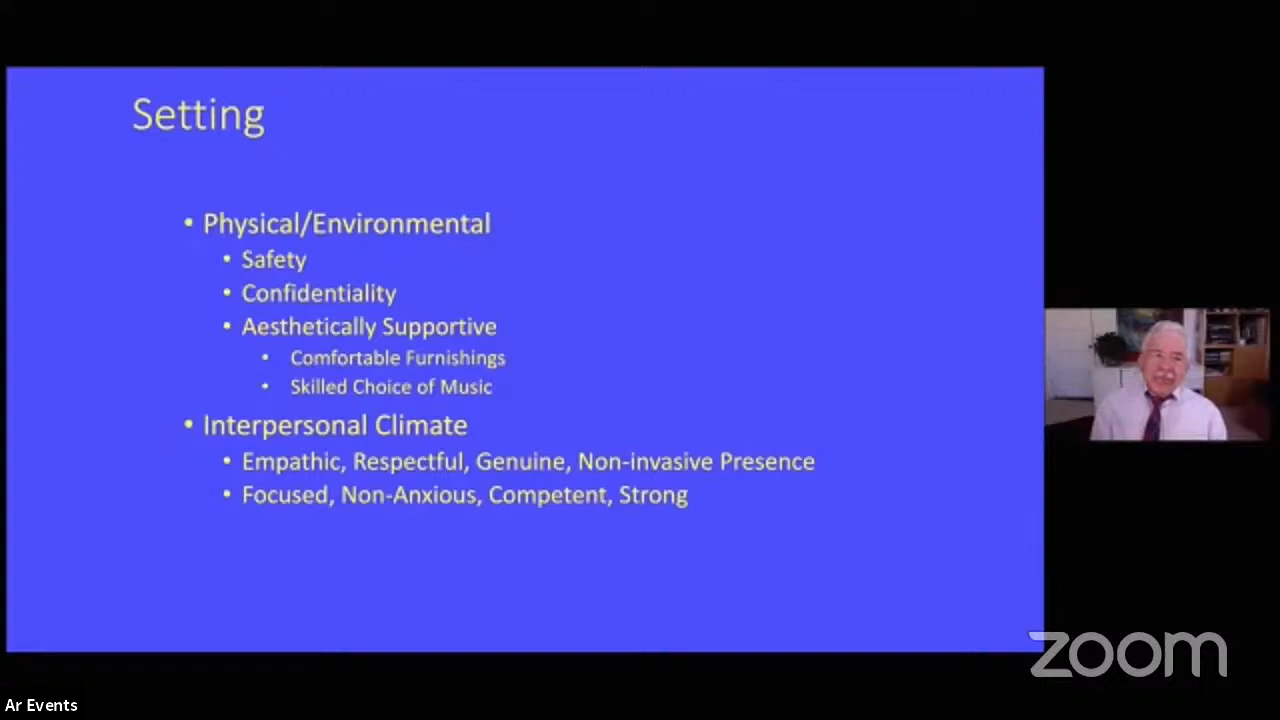 Setting
• Physical/Environmental
• Safety
• Confidentiality
• Aesthetically Supportive
• Comfortable Furnishings
• Skilled Choice of Music
• Interpersonal Climate
• Empathic, Respectful, Genuine, Non-invasive Presence
• Focused, Non-Anxious, Competent, Strong
zoom
Ar Events